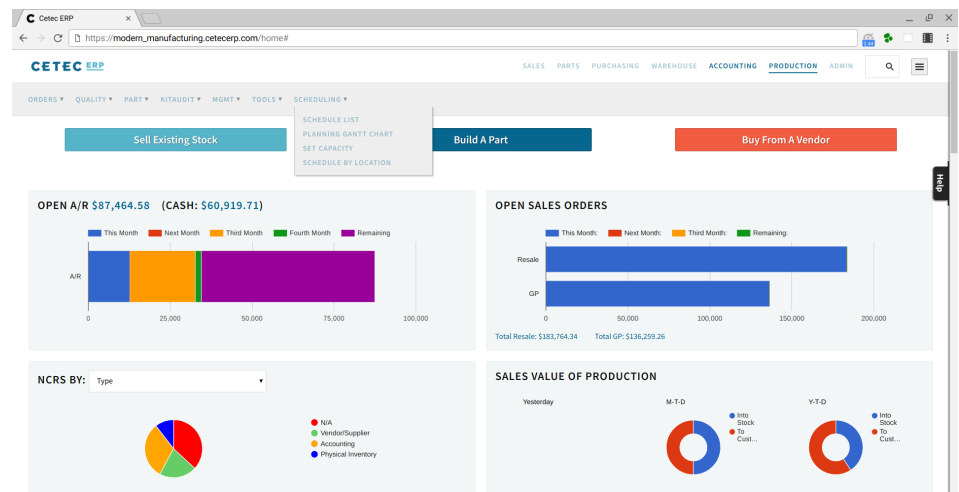 Cetec ERP
https://modern_manufacturing.cetecerp.com/home#
2.14
CETEC ERP
SALES PARTS PURCHASING WAREHOUSE ACCOUNTING PRODUCTION ADMIN
ORDERS QUALITY PART KITAUDIT MGMT TOOLS SCHEDULING
SCHEDULE LIST
PLANNING GANTT CHART
SET CAPACITY
SCHEDULE BY LOCATION
Sell Existing Stock
Build A Part
Buy From A Vendor
Help
OPEN A/R $87,464.58 (CASH: $60,919.71)
This Month Next Month Third Month Fourth Month Remaining
A/R
0 25,000 50,000 75,000 100,000
OPEN SALES ORDERS
This Month: Next Month: Third Month: Remaining:
Resale
GP
0 50,000 100,000 150,000 200,000
Total Resale: $183,764.34 Total GP: $136,259.26
NCRS BY: Type
N/A
Vendor/Supplier
Accounting
Physical Inventory
SALES VALUE OF PRODUCTION
Yesterday M-T-D Y-T-D
Into
Stock
To
Cust...
Into
Stock
To
Cust...